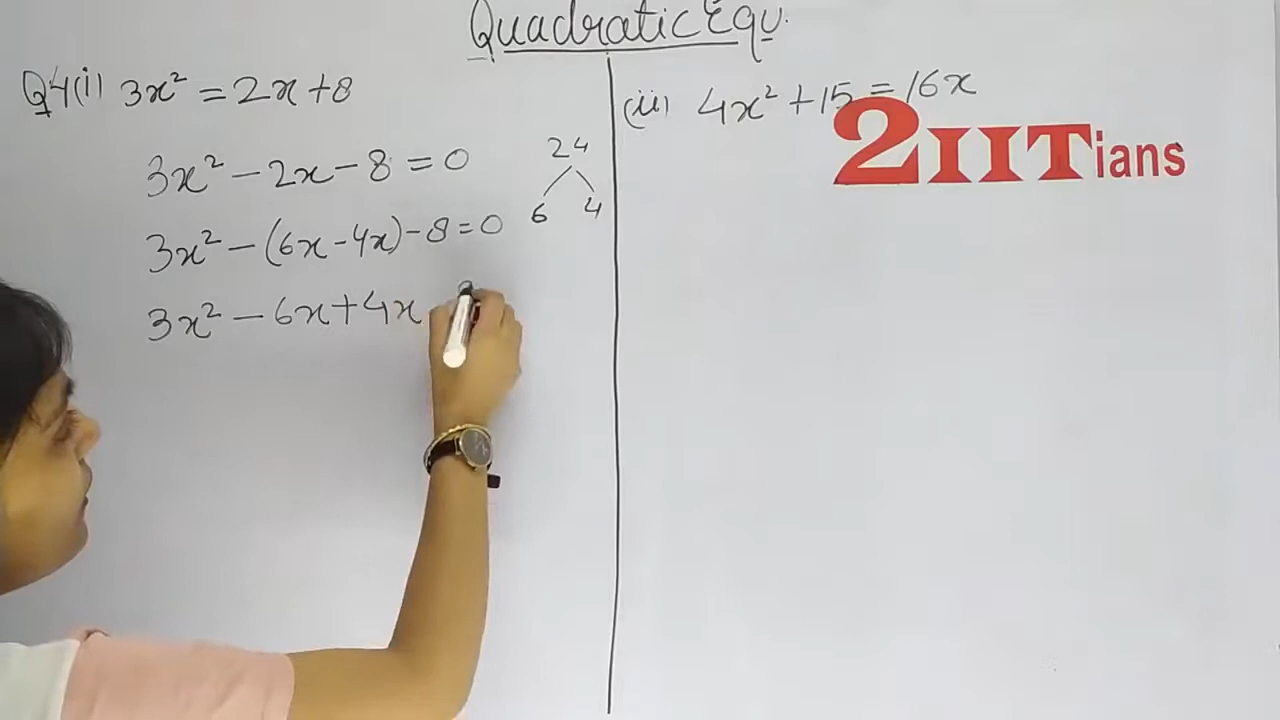 Quadratic Equ.
Q4(i) 3x² = 2x + 8
3x² - 2x - 8 = 0
3x² - (6x - 4x) - 8 = 0
3x² - 6x + 4x
24
6 4
(ii) 4x² + 15 = 16x
2IITians